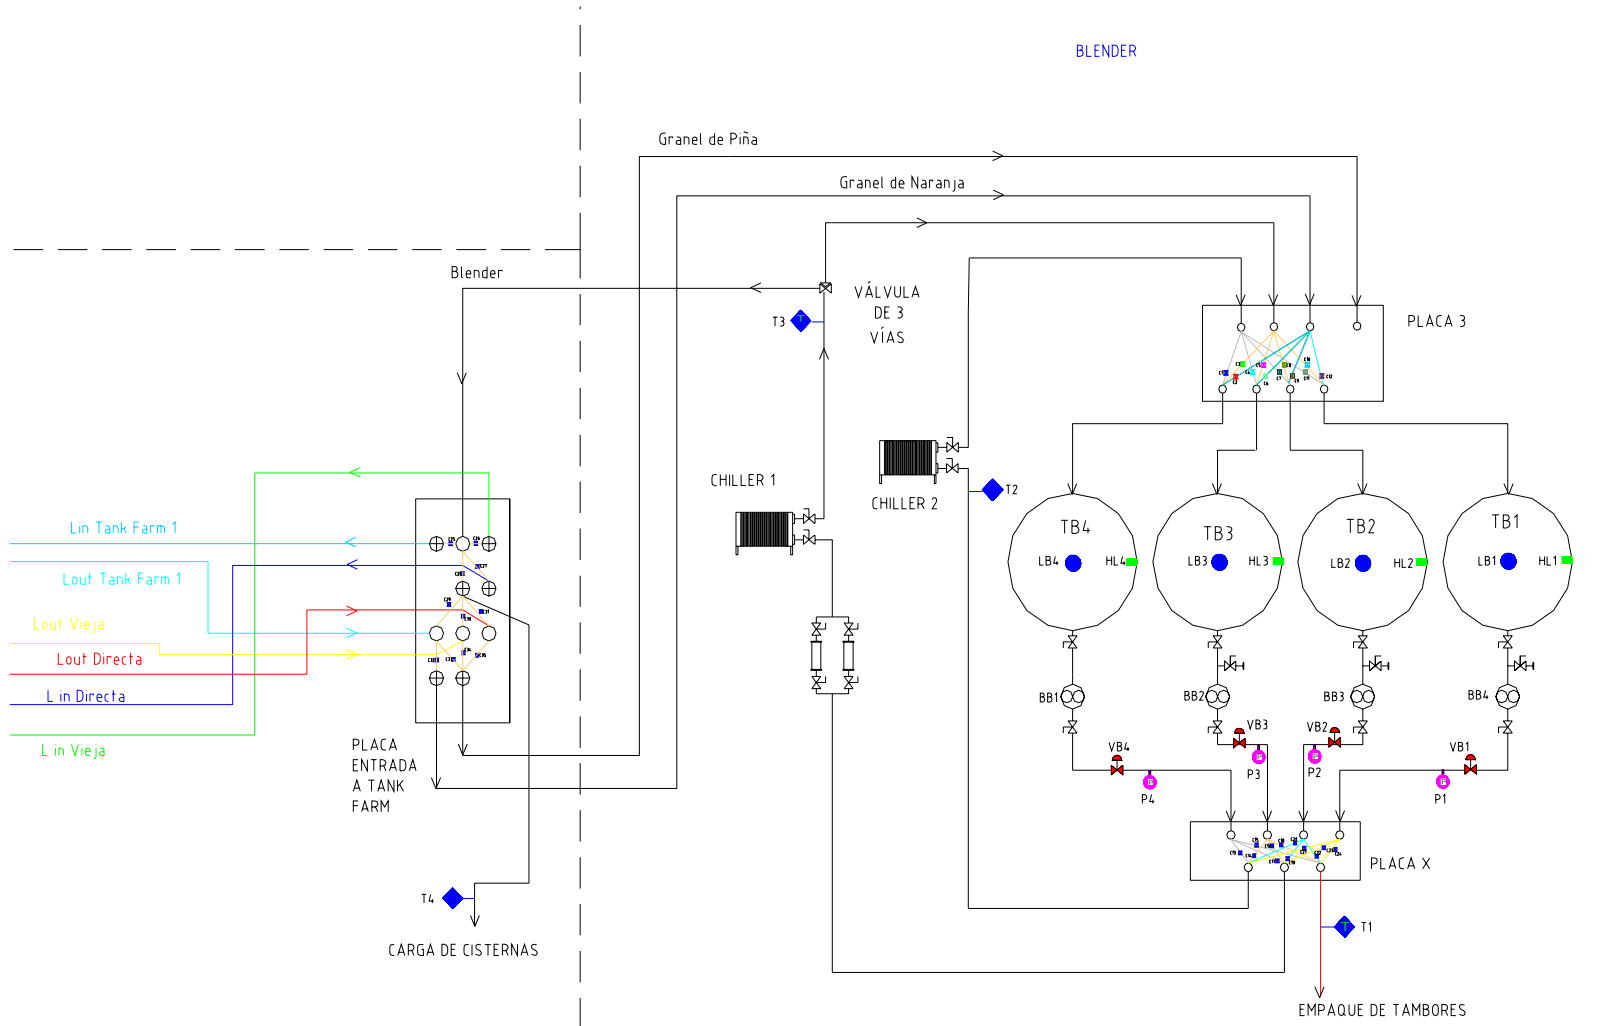 BLENDER
Granel de Piña
Granel de Naranja
Blender
VÁLVULA
DE 3
VÍAS
T3
PLACA 3
CHILLER 1
CHILLER 2
T2
Lin Tank Farm 1
Lout Tank Farm 1
Lout Vieja
Lout Directa
L in Directa
L in Vieja
PLACA
ENTRADA
A TANK
FARM
TB4
TB3
TB2
TB1
LB4
HL4
LB3
HL3
LB2
HL2
LB1
HL1
BB1
BB2
BB3
BB4
VB4
VB3
VB2
VB1
P4
P3
P2
P1
PLACA X
T4
T1
CARGA DE CISTERNAS
EMPAQUE DE TAMBORES